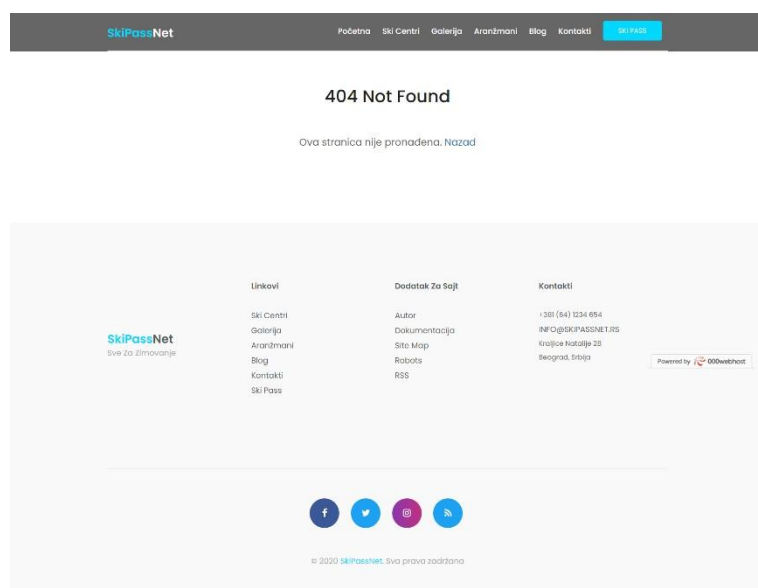 SkiPassNet
Početna Ski Centri Galerija Aranžmani Blog Kontakti SKI PASS
404 Not Found
Ova stranica nije pronađena. Nazad
SkiPassNet
Sve Za Zimovanje
Linkovi
Ski Centri
Galerija
Aranžmani
Blog
Kontakti
Ski Pass
Dodatak Za Sajt
Autor
Dokumentacija
Site Map
Robots
RSS
Kontakti
+381 (64) 1234 654
INFO@SKIPASSNET.RS
Kraljice Natalije 28
Beograd, Srbija
Powered by 000webhost
© 2020 SkiPassNet. Sva prava zadržana